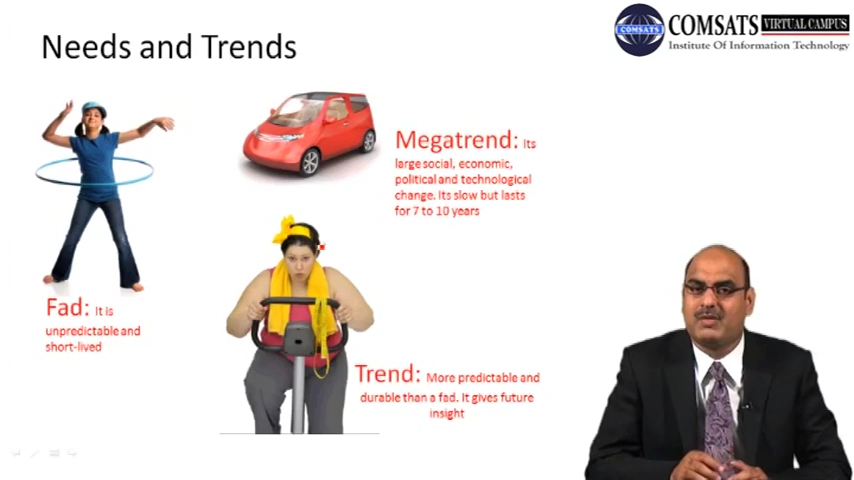 Needs and Trends
COMSATS VIRTUAL CAMPUS
Institute Of Information Technology
Megatrend: Its
large social, economic,
political and technological
change. Its slow but lasts
for 7 to 10 years
Fad: It is
unpredictable and
short-lived
Trend: More predictable and
durable than a fad. It gives future
insight